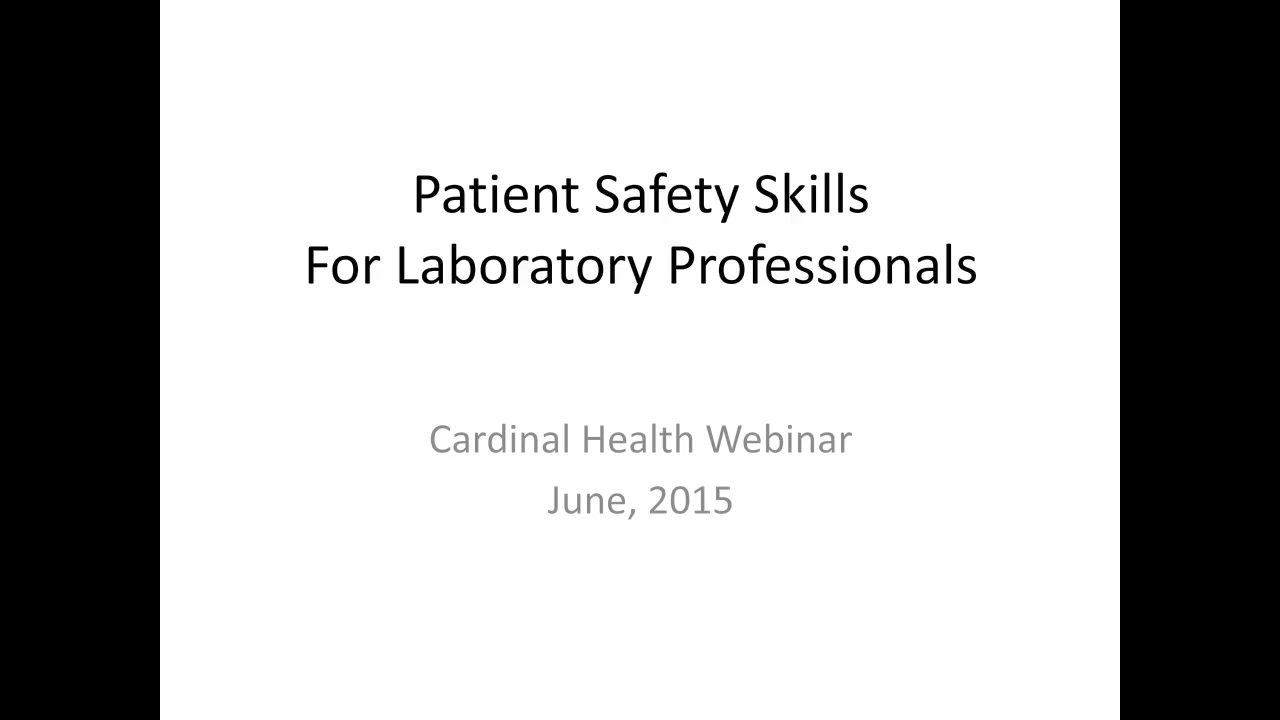 Patient Safety Skills
For Laboratory Professionals
Cardinal Health Webinar
June, 2015